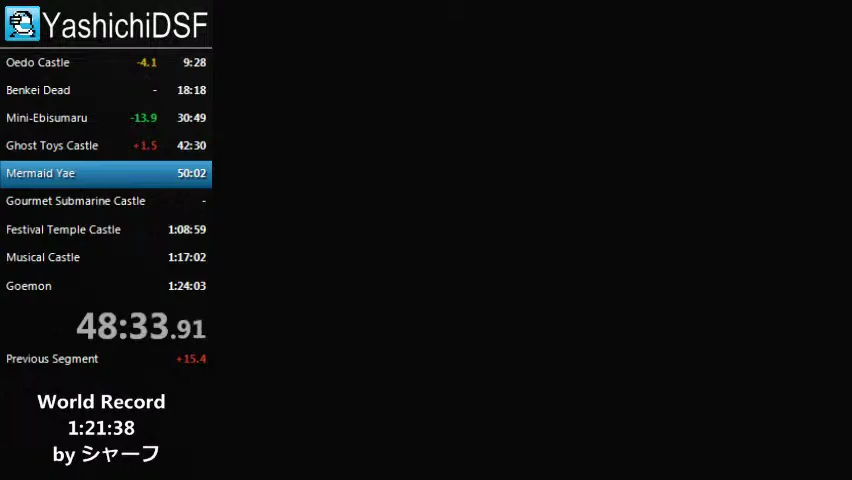 YashichiDSF
Oedo Castle -4.1 9:28
Benkei Dead - 18:18
Mini-Ebisumaru -13.9 30:49
Ghost Toys Castle +1.5 42:30
Mermaid Yae 50:02
Gourmet Submarine Castle -
Festival Temple Castle 1:08:59
Musical Castle 1:17:02
Goemon 1:24:03
48:33.91
Previous Segment +15.4
World Record
1:21:38
by シャーフ